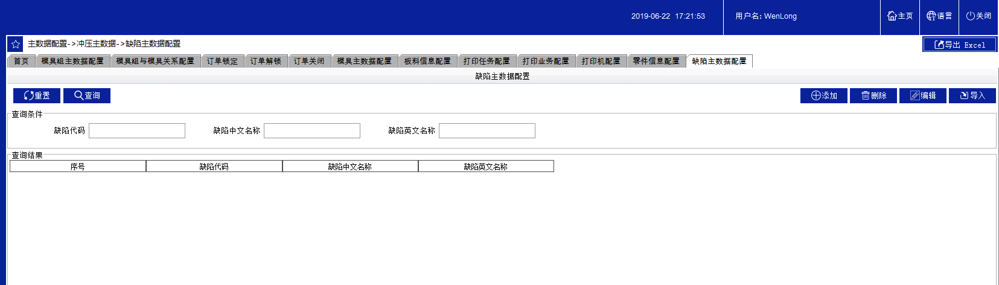 2019-06-22 17:21:53 用户名: WenLong 主页 语言 关闭
主数据配置->冲压主数据->缺陷主数据配置 导出 Excel
首页 模具组主数据配置 模具组与模具关系配置 订单锁定 订单解锁 订单关闭 模具主数据配置 板料信息配置 打印任务配置 打印业务配置 打印机配置 零件信息配置 缺陷主数据配置
缺陷主数据配置
重置 查询 添加 删除 编辑 导入
查询条件
缺陷代码 缺陷中文名称 缺陷英文名称
查询结果
序号 缺陷代码 缺陷中文名称 缺陷英文名称